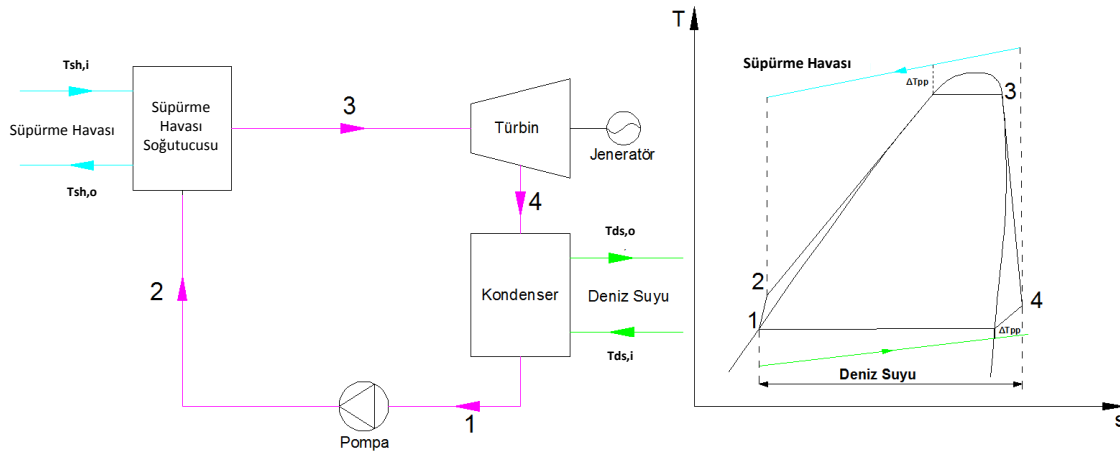 Tsh,i
Süpürme Havası
Tsh,o
Süpürme
Havası
Soğutucusu
3
Türbin
Jeneratör
4
Tds,o
Kondenser
Deniz Suyu
Tds,i
2
1
Pompa
T
Süpürme Havası
ΔTpp
3
2
1
4
ΔTpp
Deniz Suyu
s